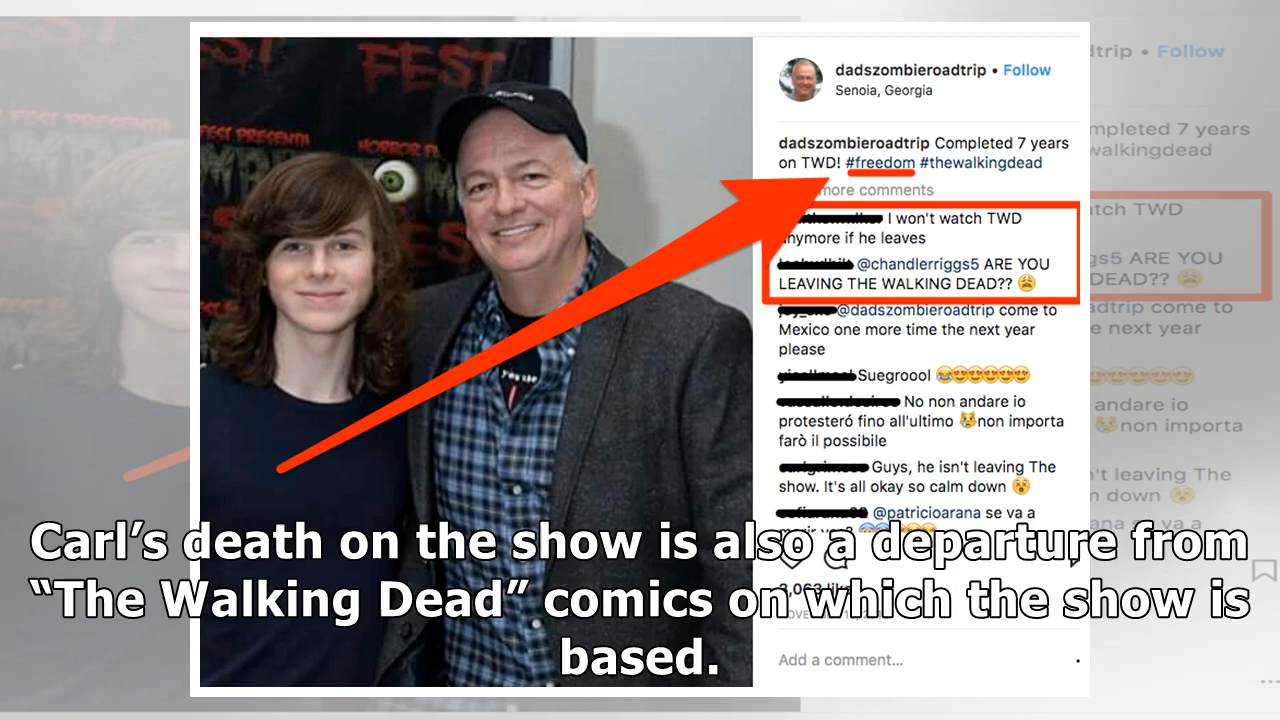 FEST
FEST PRESENTA
HORROR
dadszombieroadtrip • Follow
Senoia, Georgia
dadszombieroadtrip Completed 7 years
on TWD! #freedom #thewalkingdead
more comments
I won't watch TWD
anymore if he leaves
@chandlerriggs5 ARE YOU
LEAVING THE WALKING DEAD?? 😩
@dadszombieroadtrip come to
Mexico one more time the next year
please
Suegroool 😂😍😍😍😍😍
No non andare io
protesteró fino all'ultimo 😿non importa
farò il possibile
Guys, he isn't leaving The
show. It's all okay so calm down 😵
@patricioarana se va a
Carl’s death on the show is also a departure from
“The Walking Dead” comics on which the show is
based.
Add a comment...